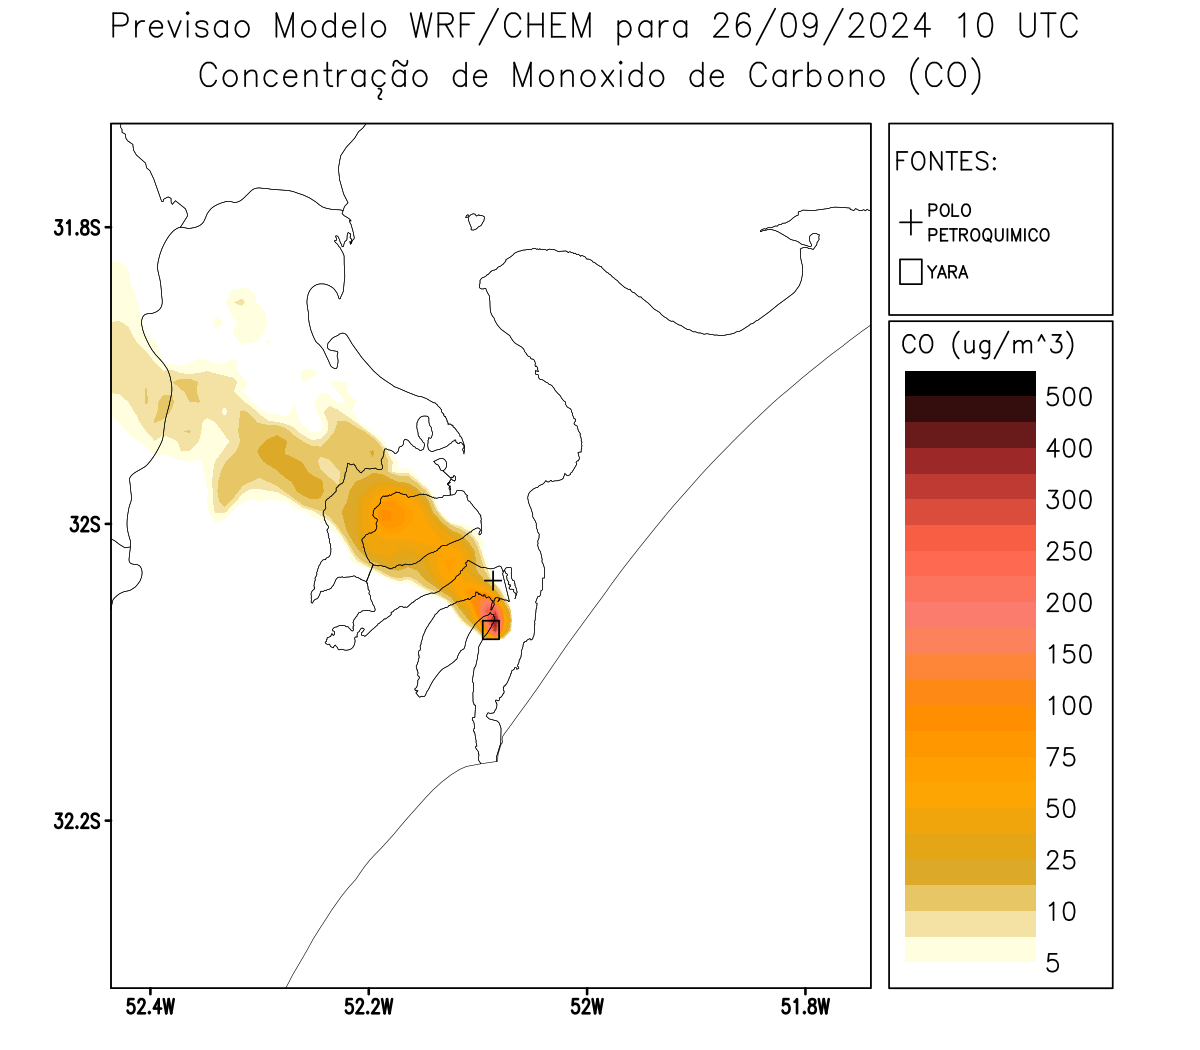 Previsao Modelo WRF/CHEM para 26/09/2024 10 UTC
Concentração de Monoxido de Carbono (CO)
FONTES:
POLO
PETROQUIMICO
YARA
CO (ug/m^3)
500
400
300
250
200
150
100
75
50
25
10
5
31.8S
32S
32.2S
52.4W
52.2W
52W
51.8W